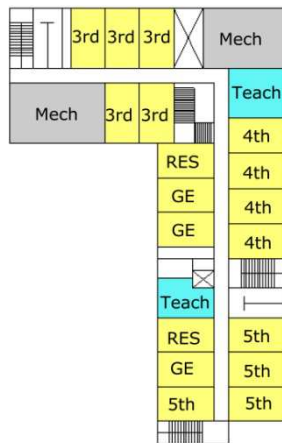 3rd 3rd 3rd Mech
Teach
Mech 3rd 3rd
4th
RES 4th
GE 4th
GE 4th
Teach
RES 5th
GE 5th
5th 5th